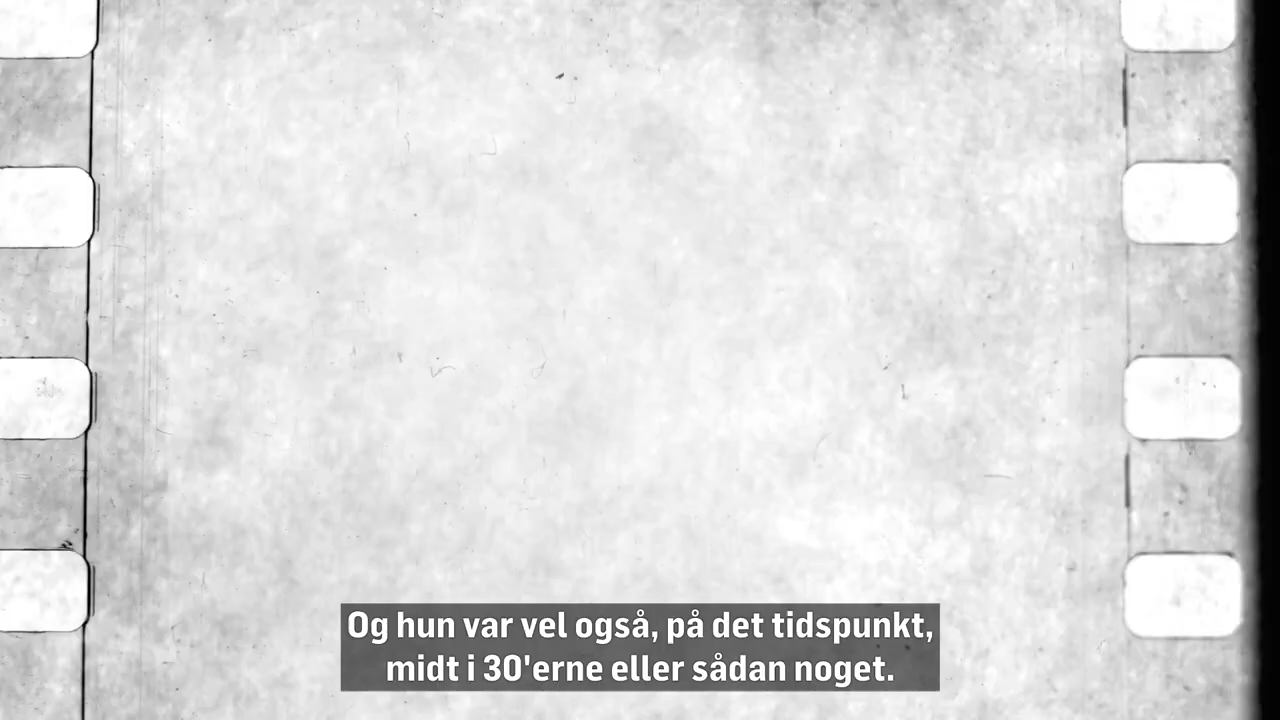 Og hun var vel også, på det tidspunkt,
midt i 30'erne eller sådan noget.